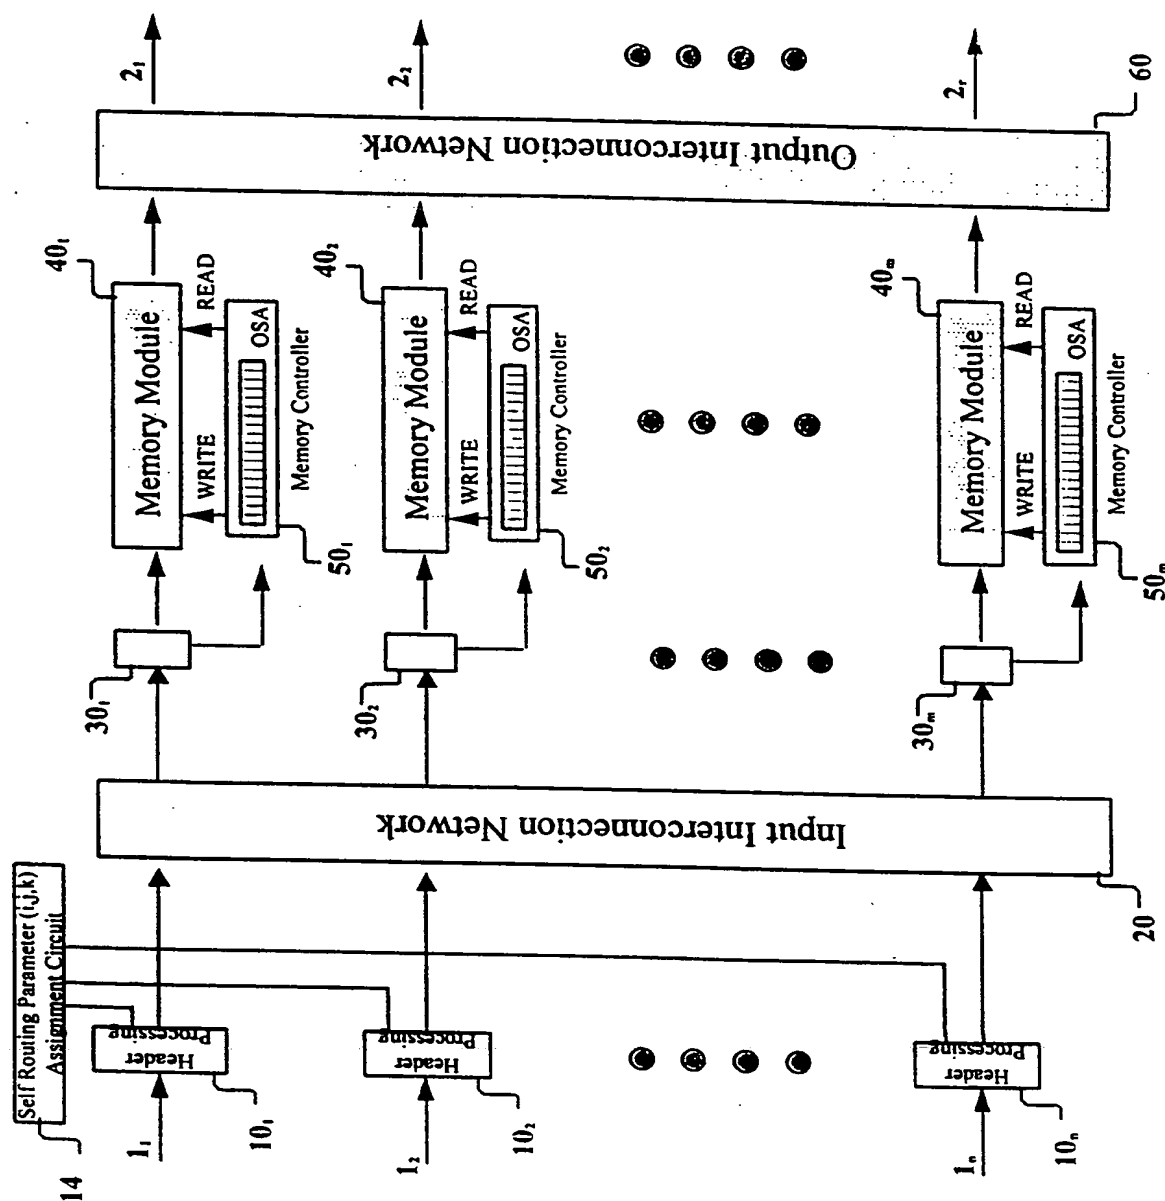 14
Self Routing Parameter (i,j,k)
Assignment Circuit
1₁
Header
Processing
10₁
1₂
Header
Processing
10₂
1ₙ
Header
Processing
10ₙ
Input Interconnection Network
20
30₁
30₂
30ₘ
Memory Module
40₁
WRITE
READ
OSA
Memory Controller
50₁
Memory Module
40₂
WRITE
READ
OSA
Memory Controller
50₂
Memory Module
40ₘ
WRITE
READ
OSA
Memory Controller
50ₘ
Output Interconnection Network
60
2₁
2₂
2ᵣ